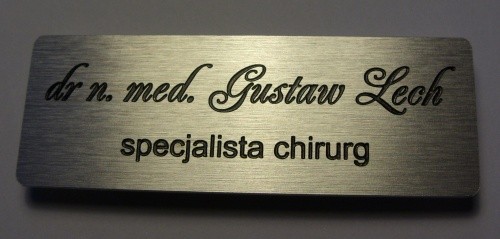 dr n. med. Gustaw Lech
specjalista chirurg